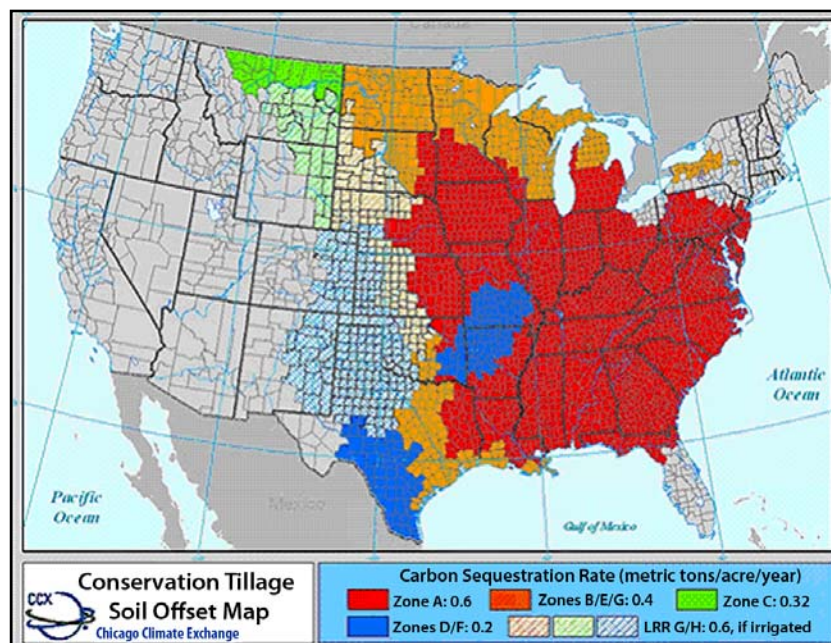 Canada
Pacific
Ocean
Mexico
Gulf of Mexico
Atlantic
Ocean
CCX
Conservation Tillage
Soil Offset Map
Chicago Climate Exchange
Carbon Sequestration Rate (metric tons/acre/year)
Zone A: 0.6
Zones B/E/G: 0.4
Zone C: 0.32
Zones D/F: 0.2
LRR G/H: 0.6, if irrigated